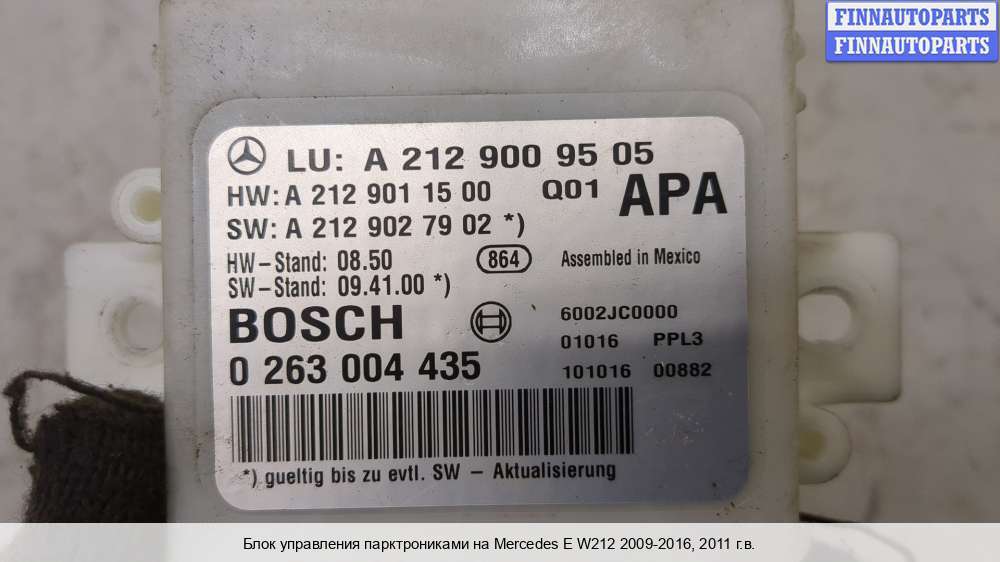 FINNAUTOPARTS
FINNAUTOPARTS
LU: A 212 900 95 05
HW: A 212 901 15 00 Q01 APA
SW: A 212 902 79 02 *)
HW-Stand: 08.50 864 Assembled in Mexico
SW-Stand: 09.41.00 *)
BOSCH 6002JC0000
01016 PPL3
0 263 004 435 101016 00882
*) gueltig bis zu evtl. SW - Aktualisierung
Блок управления парктрониками на Mercedes E W212 2009-2016, 2011 г.в.